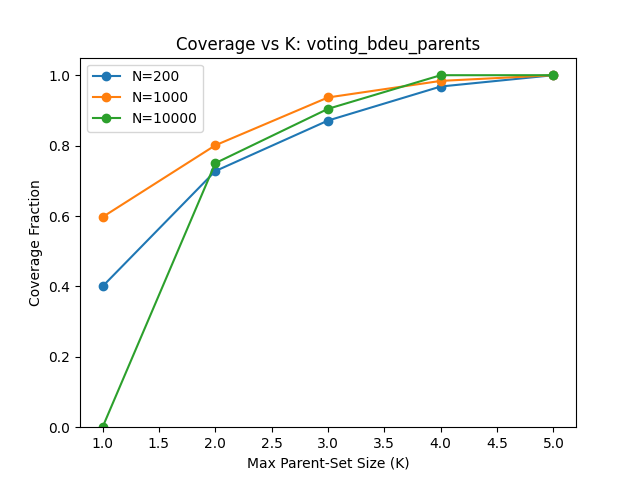 Coverage vs K: voting_bdeu_parents
N=200
N=1000
N=10000
Coverage Fraction
1.0
0.8
0.6
0.4
0.2
0.0
1.0 1.5 2.0 2.5 3.0 3.5 4.0 4.5 5.0
Max Parent-Set Size (K)